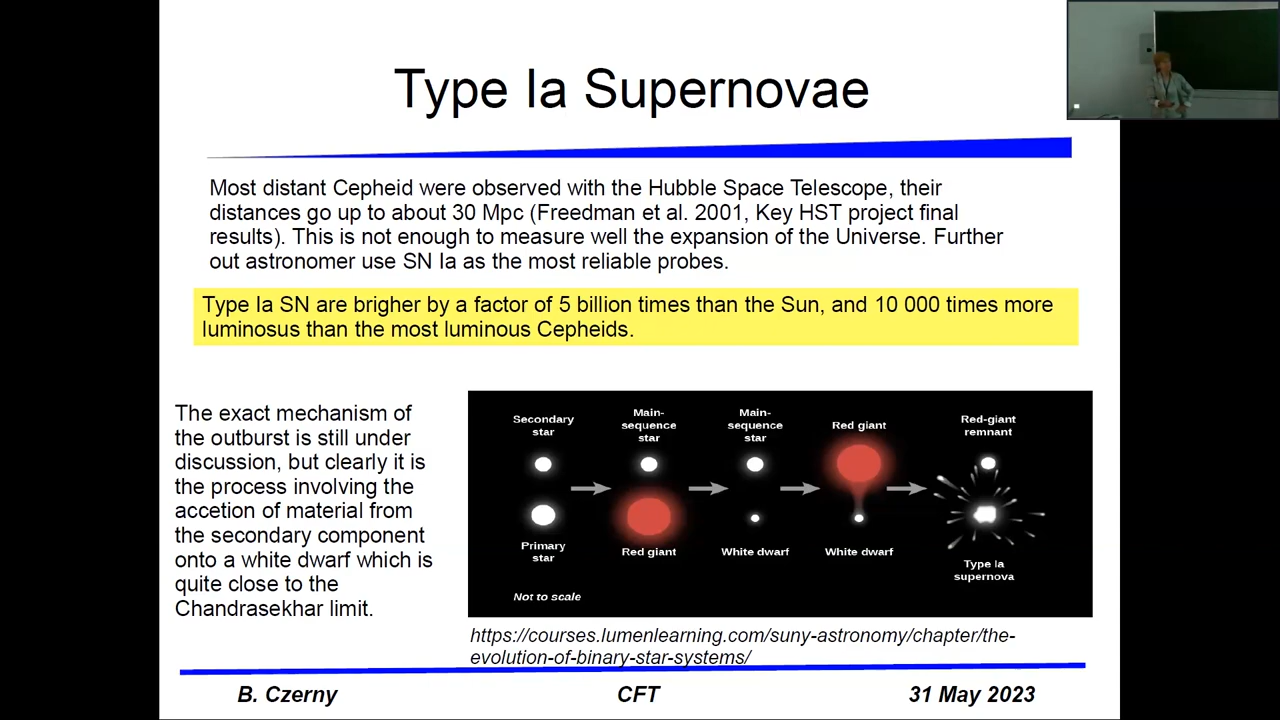 Type Ia Supernovae
Most distant Cepheid were observed with the Hubble Space Telescope, their
distances go up to about 30 Mpc (Freedman et al. 2001, Key HST project final
results). This is not enough to measure well the expansion of the Universe. Further
out astronomer use SN Ia as the most reliable probes.
Type Ia SN are brigher by a factor of 5 billion times than the Sun, and 10 000 times more
luminosus than the most luminous Cepheids.
The exact mechanism of
the outburst is still under
discussion, but clearly it is
the process involving the
accetion of material from
the secondary component
onto a white dwarf which is
quite close to the
Chandrasekhar limit.
Secondary
star
Main-
sequence
star
Main-
sequence
star
Red giant
Red-giant
remnant
Primary
star
Red giant
White dwarf
White dwarf
Type Ia
supernova
Not to scale
https://courses.lumenlearning.com/suny-astronomy/chapter/the-
evolution-of-binary-star-systems/
B. Czerny
CFT
31 May 2023